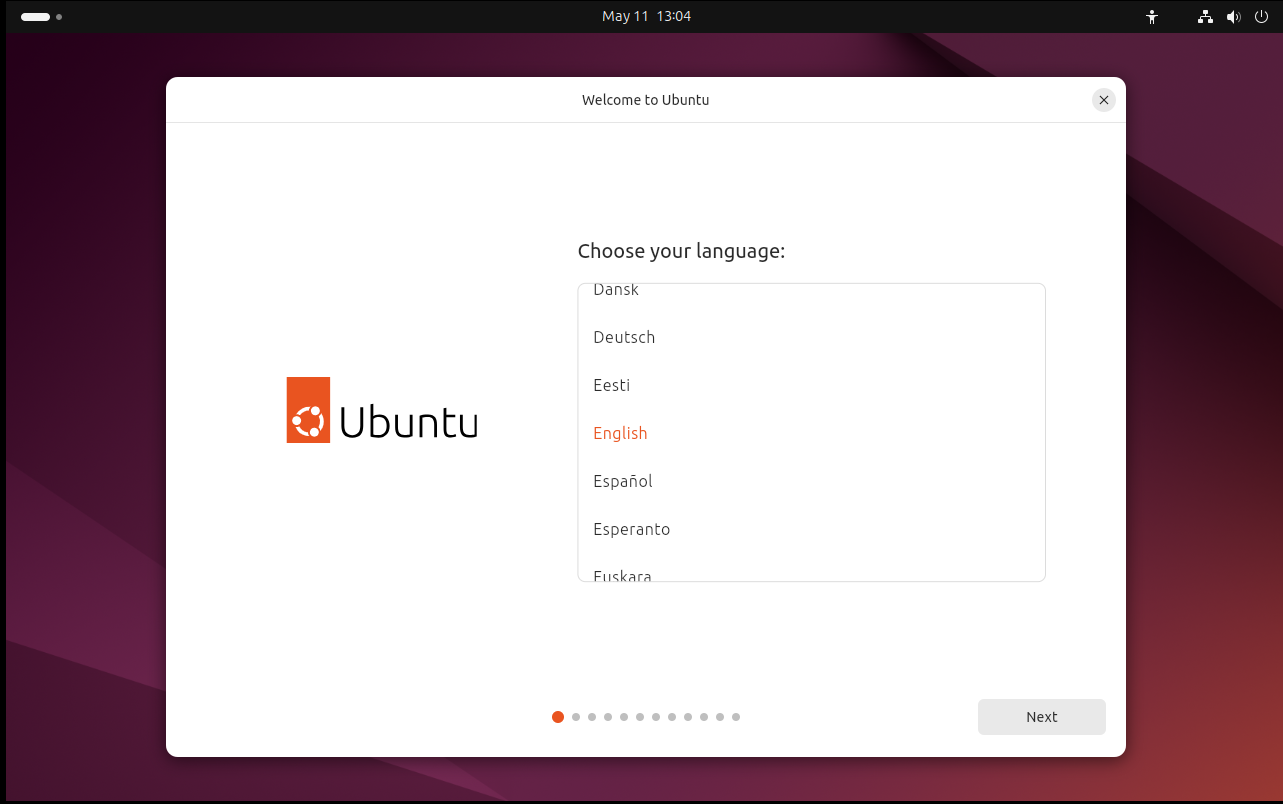 May 11 13:04
Welcome to Ubuntu
Choose your language:
Dansk
Deutsch
Eesti
English
Español
Esperanto
Euskara
Ubuntu
Next